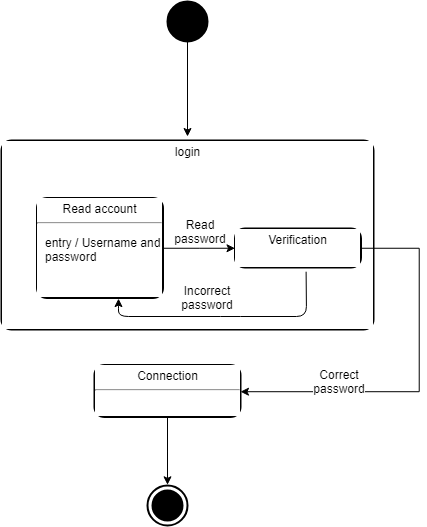 login
Read account
entry / Username and
password
Read
password
Verification
Incorrect
password
Connection
Correct
password